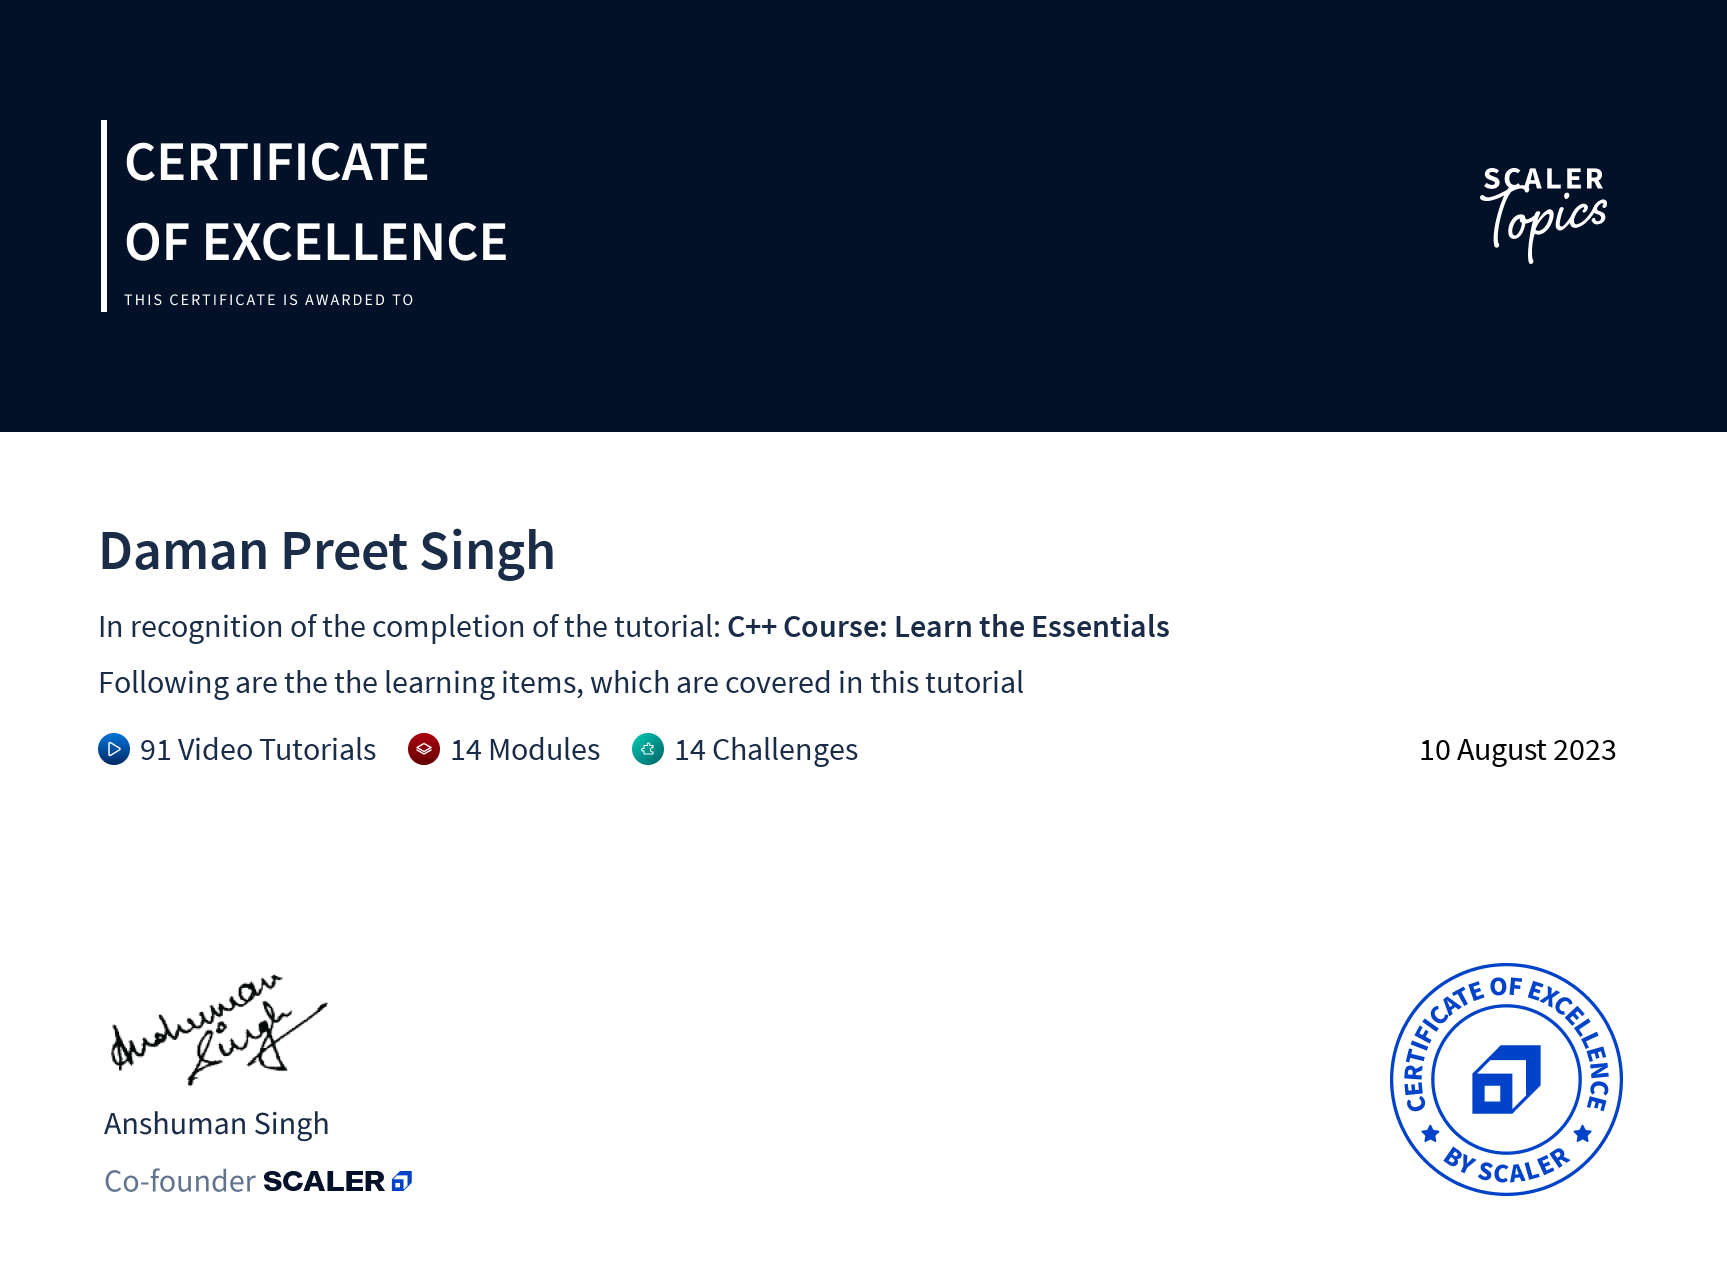 CERTIFICATE
OF EXCELLENCE
THIS CERTIFICATE IS AWARDED TO
SCALER
Topics
Daman Preet Singh
In recognition of the completion of the tutorial: C++ Course: Learn the Essentials
Following are the the learning items, which are covered in this tutorial
91 Video Tutorials 14 Modules 14 Challenges 10 August 2023
Anshuman
Singh
Anshuman Singh
Co-founder SCALER
CERTIFICATE OF EXCELLENCE
BY SCALER